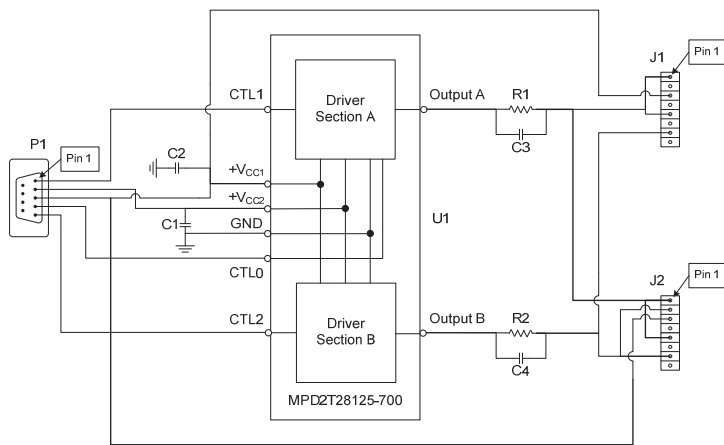 J1
Pin 1
CTL1
Driver
Section A
Output A
R1
C3
P1
Pin 1
C2
+VCC1
+VCC2
C1
GND
U1
CTL0
J2
Pin 1
CTL2
Driver
Section B
Output B
R2
C4
MPD2T28125-700